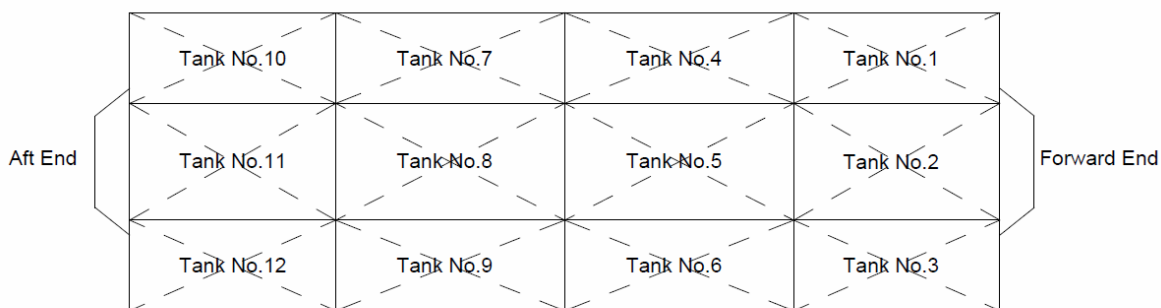 Tank No.10 Tank No.7 Tank No.4 Tank No.1
Aft End Tank No.11 Tank No.8 Tank No.5 Tank No.2 Forward End
Tank No.12 Tank No.9 Tank No.6 Tank No.3